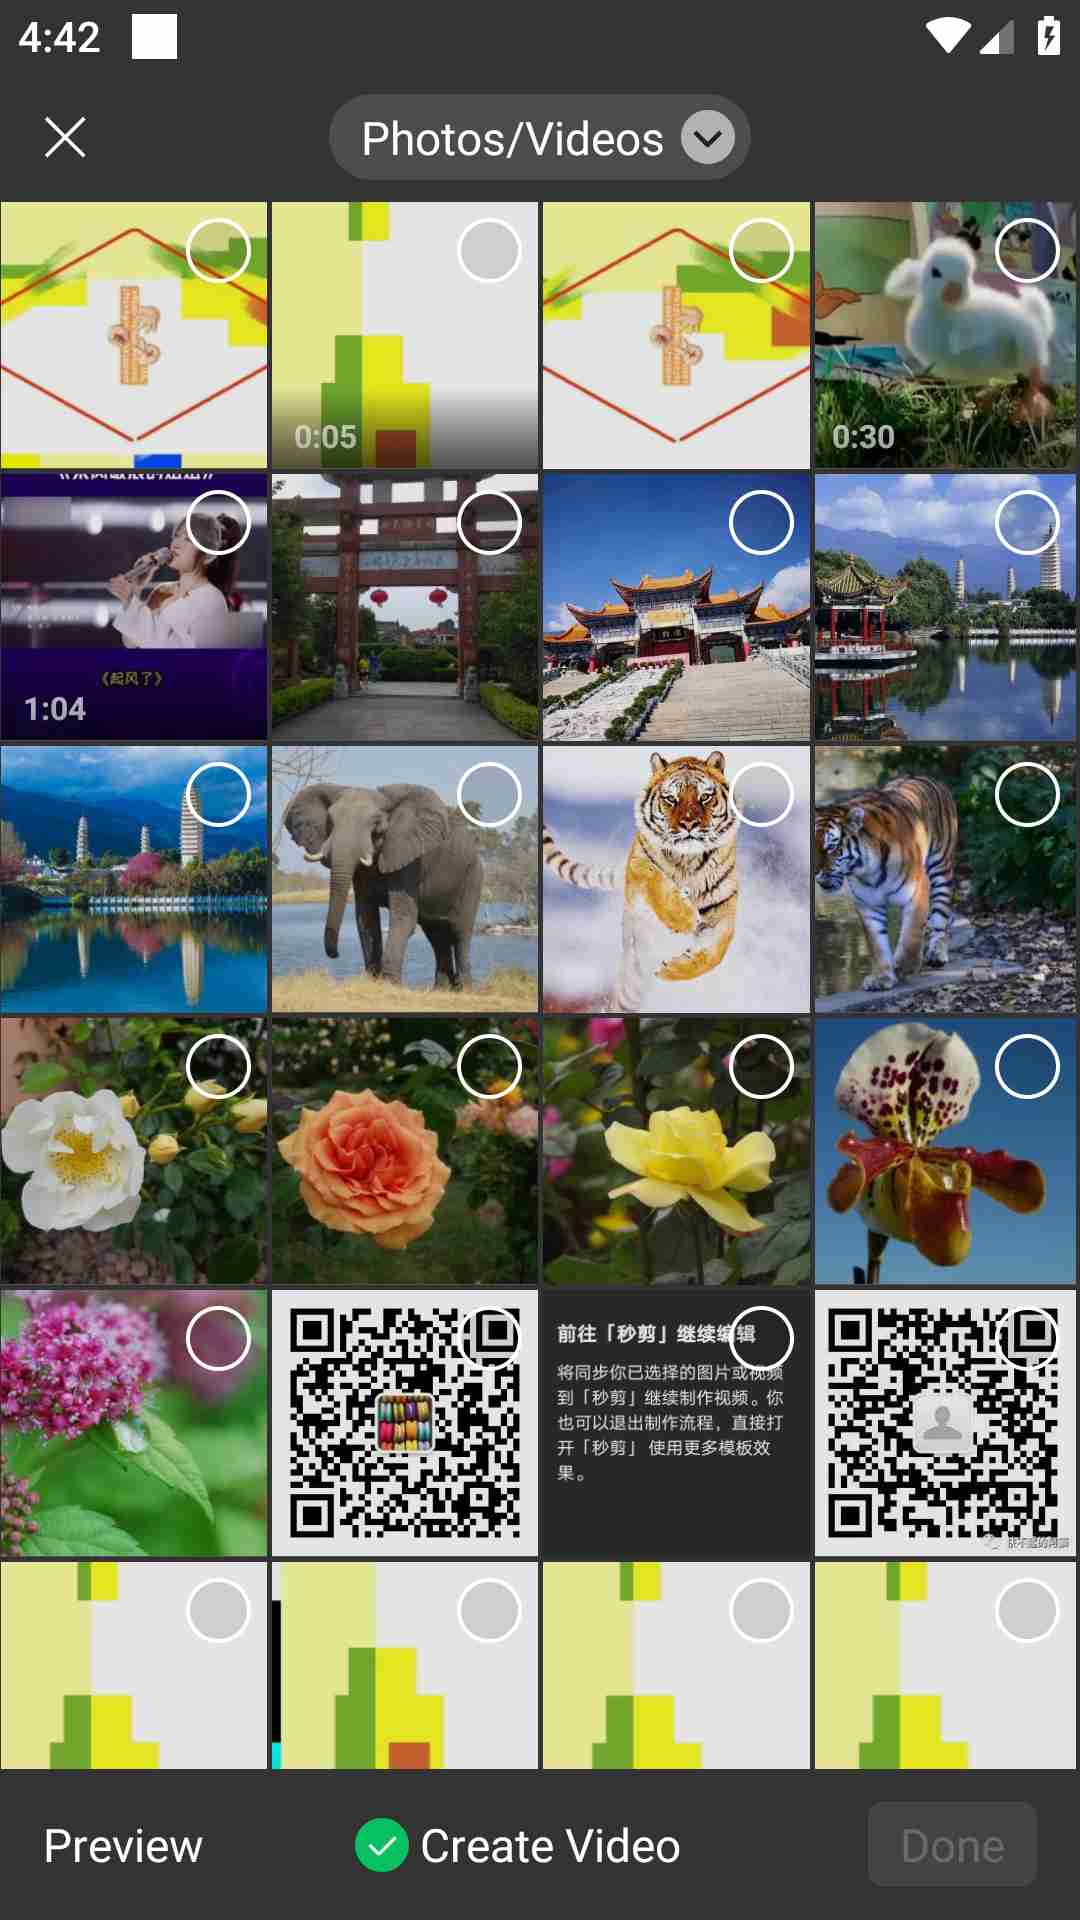 4:42
Photos/Videos
0:05
0:30
《起风了》
1:04
前往「秒剪」继续编辑
将同步你已选择的图片或视频
到「秒剪」继续制作视频。你
也可以退出制作流程，直接打
开「秒剪」 使用更多模板效
果。
Preview
Create Video
Done